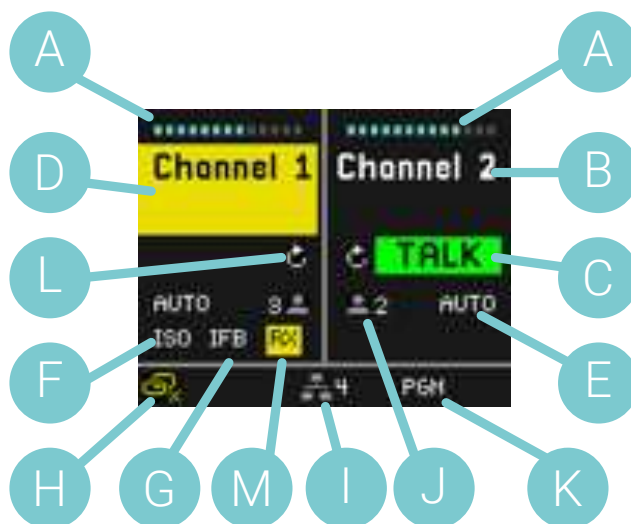 A A
D Channel 1 Channel 2 B
L TALK C
AUTO 3 2 AUTO
F ISO IFB RX E
4 PGM
H G M I J K